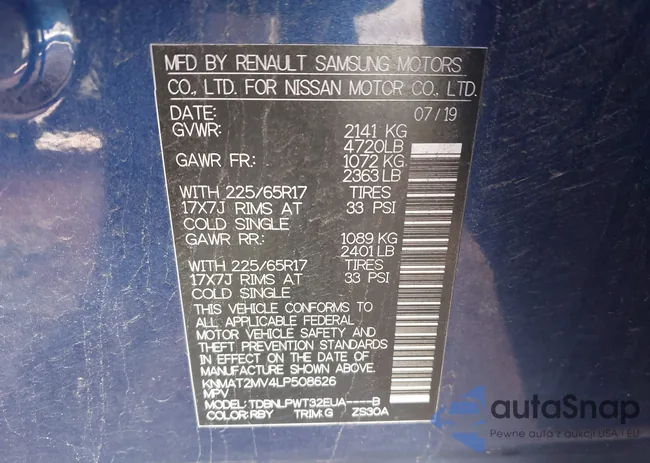 MFD BY RENAULT SAMSUNG MOTORS
CO., LTD. FOR NISSAN MOTOR CO., LTD.
DATE: 07/19
GVWR: 2141 KG
4720LB
GAWR FR: 1072 KG
2363 LB
WITH 225/65R17 TIRES
17X7J RIMS AT 33 PSI
COLD SINGLE
GAWR RR: 1089 KG
2401 LB
WITH 225/65R17 TIRES
17X7J RIMS AT 33 PSI
COLD SINGLE
THIS VEHICLE CONFORMS TO
ALL APPLICABLE FEDERAL
MOTOR VEHICLE SAFETY AND
THEFT PREVENTION STANDARDS
IN EFFECT ON THE DATE OF
MANUFACTURE SHOWN ABOVE.
KNMAT2MV4LP508626
MPV
MODEL: TDBNLPWT32EUA----B
COLOR: RBY TRIM: G ZS30A
autoSnap
Pewne auto z aukcji USA i EU